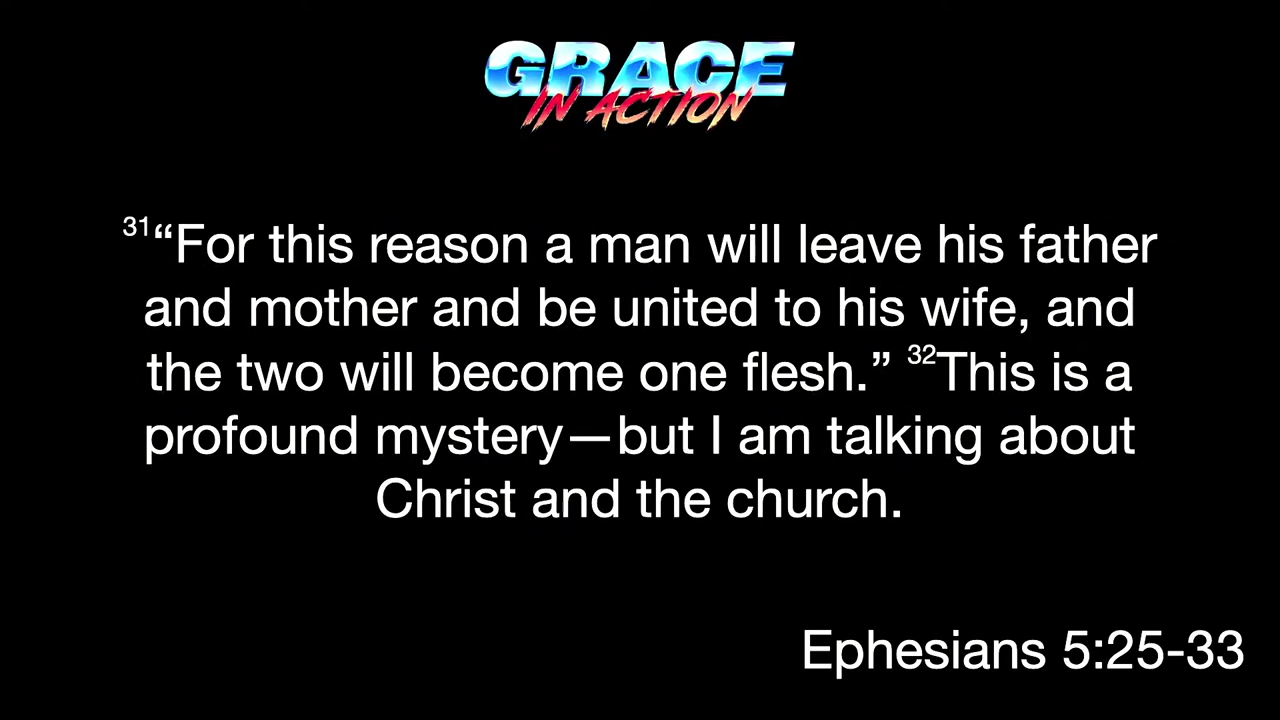 GRACE
IN ACTION
31“For this reason a man will leave his father
and mother and be united to his wife, and
the two will become one flesh.” 32This is a
profound mystery—but I am talking about
Christ and the church.
Ephesians 5:25-33